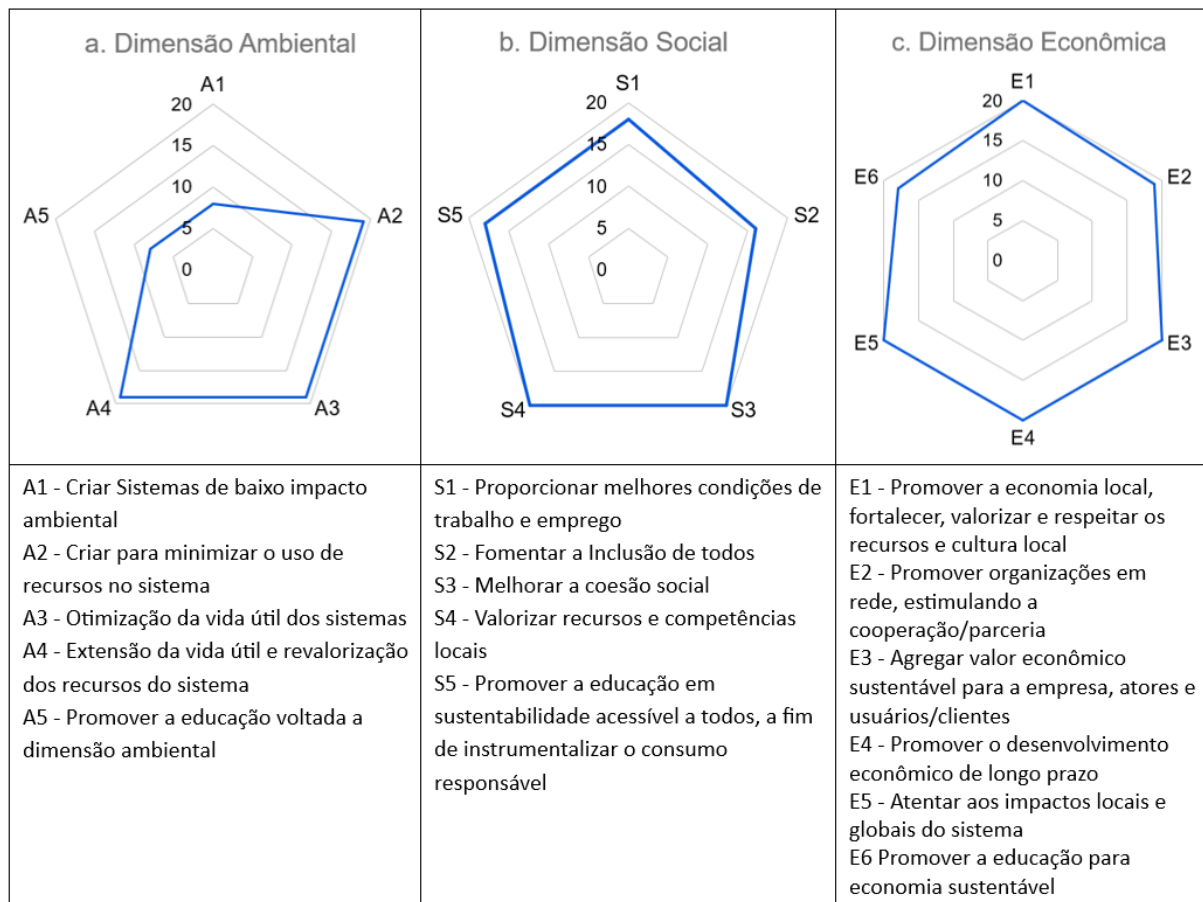 a. Dimensão Ambiental
A1
20
15
10
5
0
A5
A2
A4
A3
b. Dimensão Social
S1
20
15
10
5
0
S5
S2
S4
S3
c. Dimensão Econômica
E1
20
15
10
5
0
E6
E2
E5
E3
E4
A1 - Criar Sistemas de baixo impacto
ambiental
A2 - Criar para minimizar o uso de
recursos no sistema
A3 - Otimização da vida útil dos sistemas
A4 - Extensão da vida útil e revalorização
dos recursos do sistema
A5 - Promover a educação voltada a
dimensão ambiental
S1 - Proporcionar melhores condições de
trabalho e emprego
S2 - Fomentar a Inclusão de todos
S3 - Melhorar a coesão social
S4 - Valorizar recursos e competências
locais
S5 - Promover a educação em
sustentabilidade acessível a todos, a fim
de instrumentalizar o consumo
responsável
E1 - Promover a economia local,
fortalecer, valorizar e respeitar os
recursos e cultura local
E2 - Promover organizações em
rede, estimulando a
cooperação/parceria
E3 - Agregar valor econômico
sustentável para a empresa, atores e
usuários/clientes
E4 - Promover o desenvolvimento
econômico de longo prazo
E5 - Atentar aos impactos locais e
globais do sistema
E6 Promover a educação para
economia sustentável